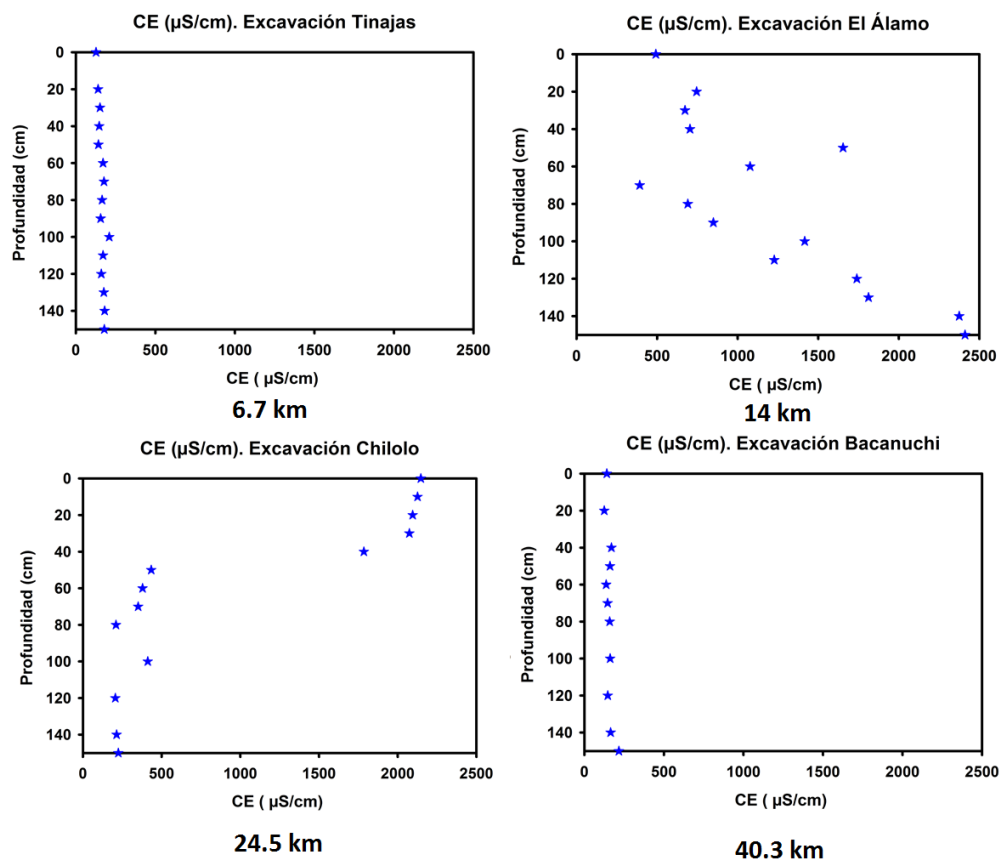 CE (µS/cm). Excavación Tinajas
0
20
40
60
80
100
120
140
Profundidad (cm)
0 500 1000 1500 2000 2500
CE ( µS/cm)
6.7 km
CE (µS/cm). Excavación El Álamo
0
20
40
60
80
100
120
140
Profundidad (cm)
0 500 1000 1500 2000 2500
CE ( µS/cm)
14 km
CE (µS/cm). Excavación Chilolo
0
20
40
60
80
100
120
140
Profundidad (cm)
0 500 1000 1500 2000 2500
CE ( µS/cm)
24.5 km
CE (µS/cm). Excavación Bacanuchi
0
20
40
60
80
100
120
140
Profundidad (cm)
0 500 1000 1500 2000 2500
CE ( µS/cm)
40.3 km